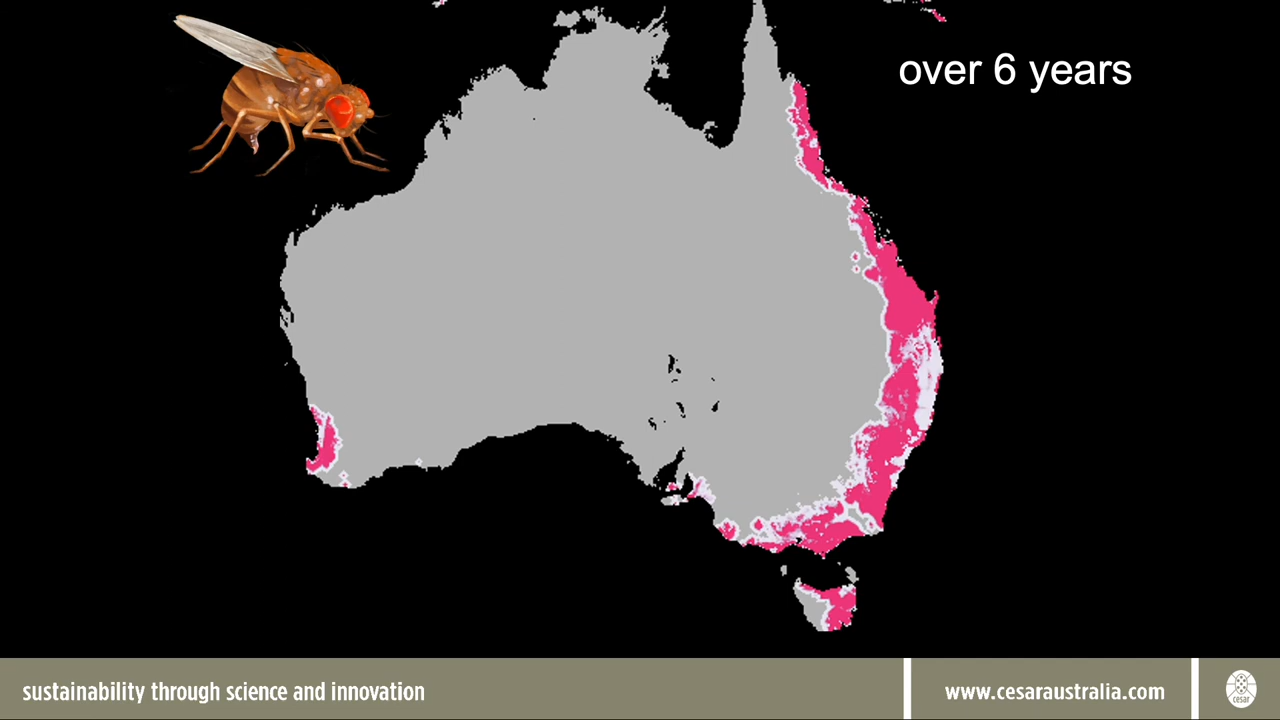 over 6 years
sustainability through science and innovation
www.cesaraustralia.com
cesar